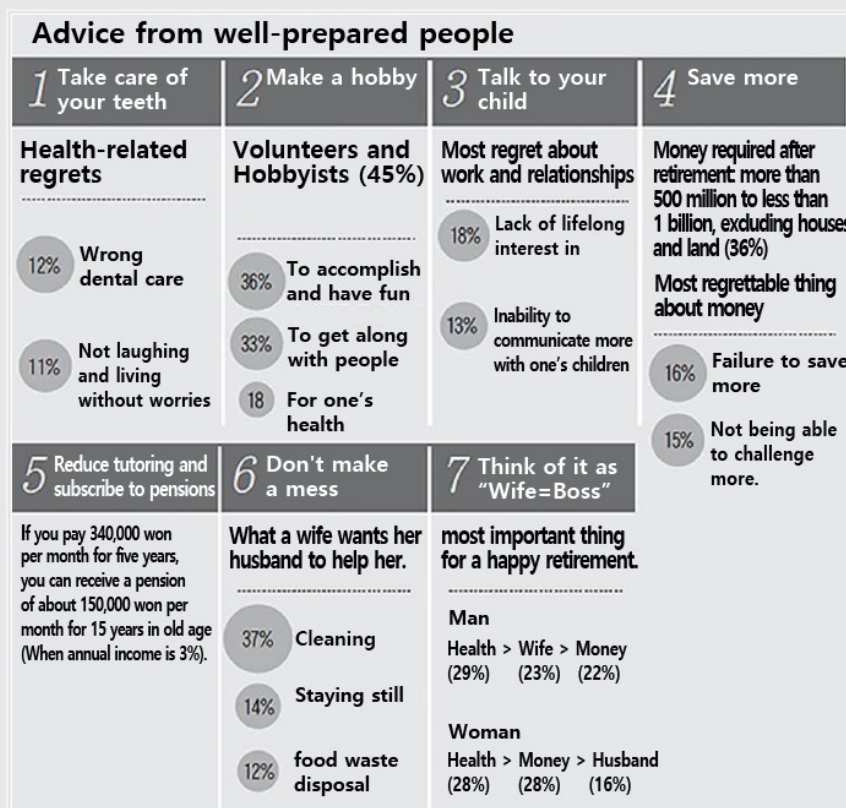 Advice from well-prepared people
1 Take care of
your teeth
Health-related
regrets
12% Wrong
dental care
11% Not laughing
and living
without worries
2 Make a hobby
Volunteers and
Hobbyists (45%)
36% To accomplish
and have fun
33% To get along
with people
18 For one's
health
3 Talk to your
child
Most regret about
work and relationships
18% Lack of lifelong
interest in
13% Inability to
communicate more
with one's children
4 Save more
Money required after
retirement: more than
500 million to less than
1 billion, excluding houses
and land (36%)
Most regrettable thing
about money
16% Failure to save
more
15% Not being able
to challenge
more.
5 Reduce tutoring and
subscribe to pensions
If you pay 340,000 won
per month for five years,
you can receive a pension
of about 150,000 won per
month for 15 years in old age
(When annual income is 3%).
6 Don't make
a mess
What a wife wants her
husband to help her.
37% Cleaning
14% Staying still
12% food waste
disposal
7 Think of it as
"Wife=Boss"
most important thing
for a happy retirement.
Man
Health > Wife > Money
(29%) (23%) (22%)
Woman
Health > Money > Husband
(28%) (28%) (16%)